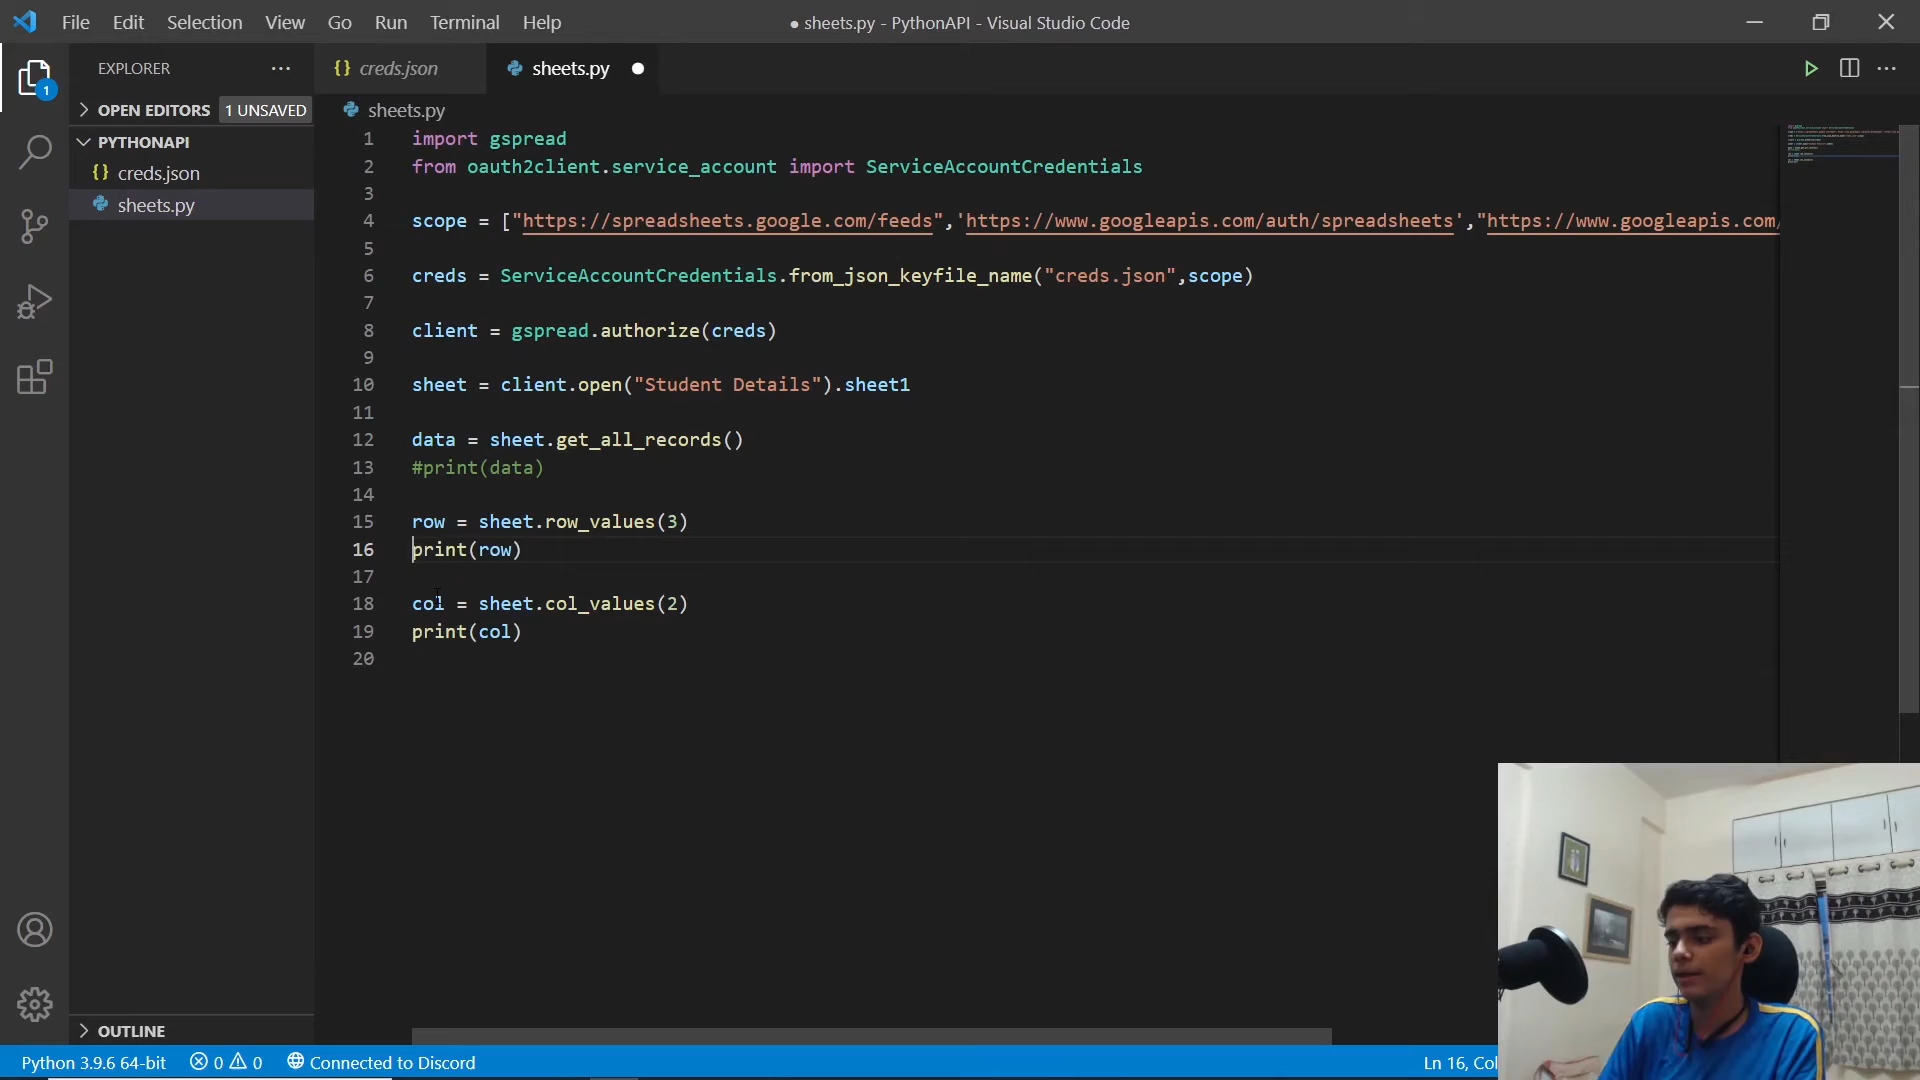 File Edit Selection View Go Run Terminal Help
● sheets.py - PythonAPI - Visual Studio Code
EXPLORER
creds.json
sheets.py
OPEN EDITORS
1 UNSAVED
sheets.py
PYTHONAPI
creds.json
sheets.py
1
1 import gspread
2 from oauth2client.service_account import ServiceAccountCredentials
3
4 scope = ["https://spreadsheets.google.com/feeds",'https://www.googleapis.com/auth/spreadsheets',"https://www.googleapis.com/
5
6 creds = ServiceAccountCredentials.from_json_keyfile_name("creds.json",scope)
7
8 client = gspread.authorize(creds)
9
10 sheet = client.open("Student Details").sheet1
11
12 data = sheet.get_all_records()
13 #print(data)
14
15 row = sheet.row_values(3)
16 print(row)
17
18 col = sheet.col_values(2)
19 print(col)
20
OUTLINE
Python 3.9.6 64-bit 0 0 Connected to Discord
Ln 16, Col